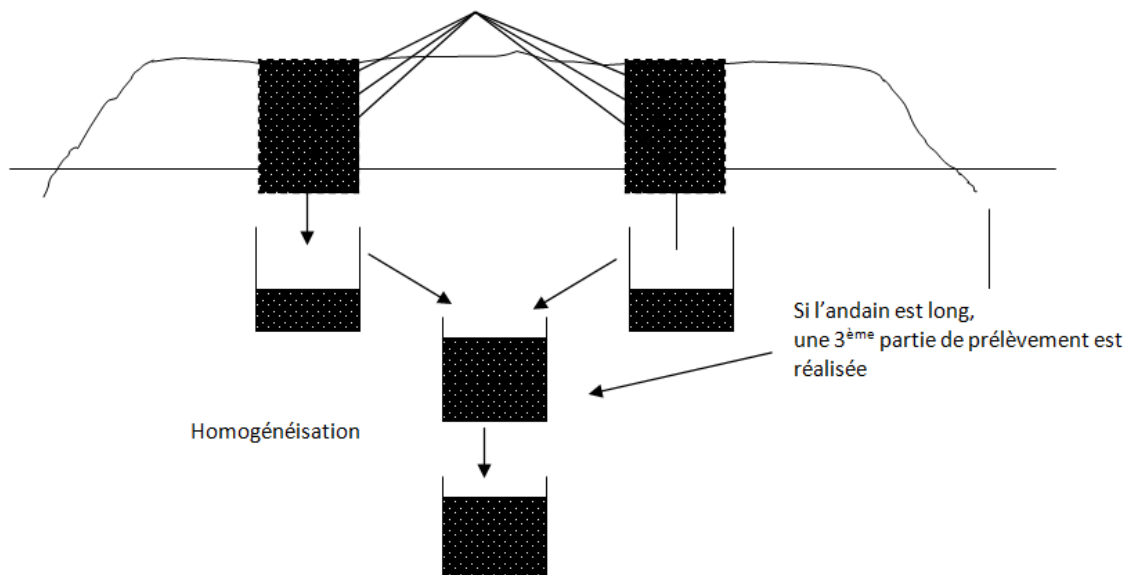 Si l’andain est long,
une 3ème partie de prélèvement est
réalisée
Homogénéisation